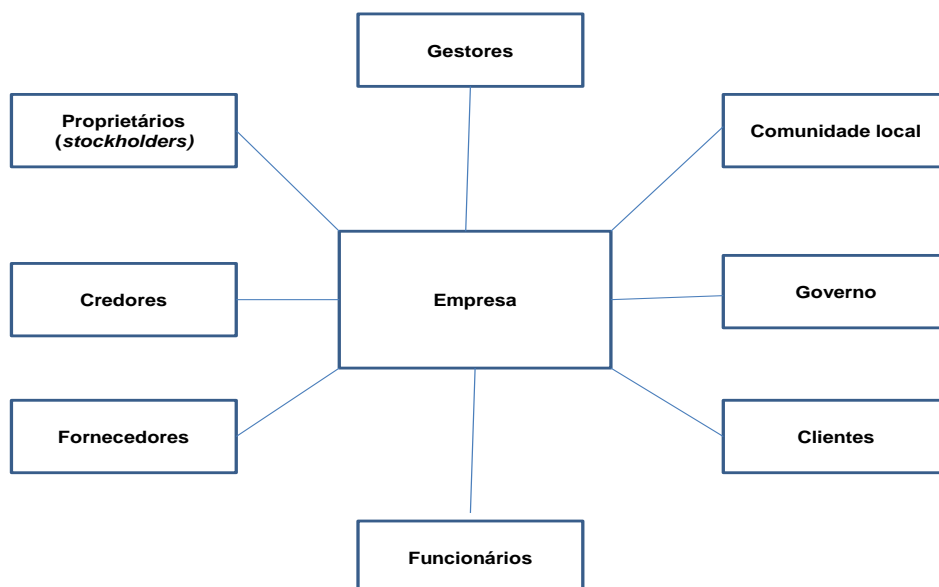 Gestores
Proprietários
(stockholders)
Comunidade local
Credores
Empresa
Governo
Fornecedores
Clientes
Funcionários